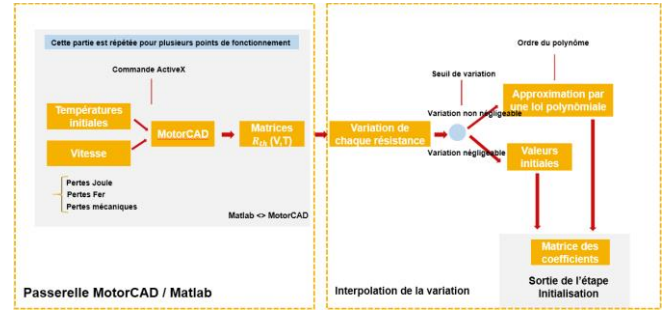 Cette partie est répétée pour plusieurs points de fonctionnement
Commande ActiveX
Températures
initiales
Vitesse
MotorCAD
Matrices
Rth (V,T)
Pertes Joule
Pertes Fer
Pertes mécaniques
Matlab <> MotorCAD
Passerelle MotorCAD / Matlab
Variation de
chaque résistance
Seuil de variation
Ordre du polynôme
Variation non négligeable
Variation négligeable
Approximation par
une loi polynômiale
Valeurs
initiales
Matrice des
coefficients
Sortie de l'étape
Initialisation
Interpolation de la variation